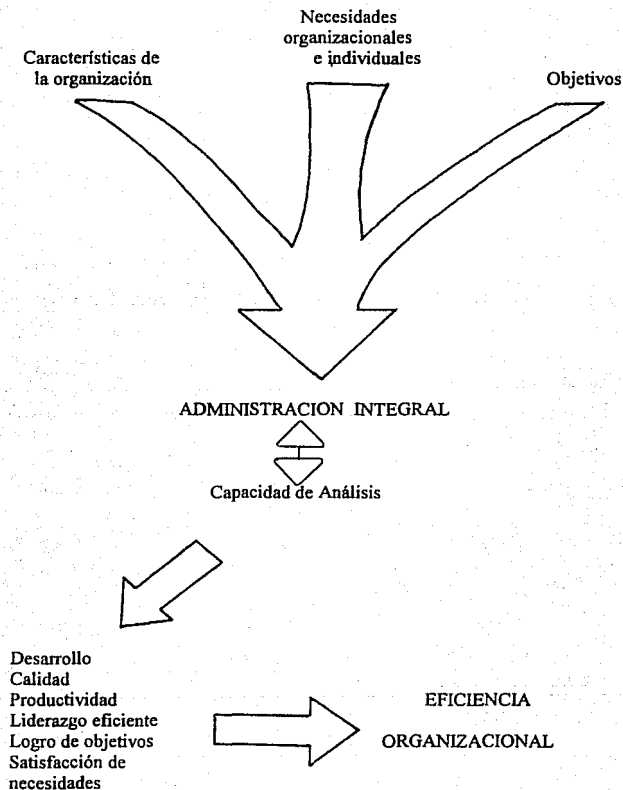 Características de
la organización
Necesidades
organizacionales
e individuales
Objetivos
ADMINISTRACION INTEGRAL
Capacidad de Análisis
Desarrollo
Calidad
Productividad
Liderazgo eficiente
Logro de objetivos
Satisfacción de
necesidades
EFICIENCIA
ORGANIZACIONAL